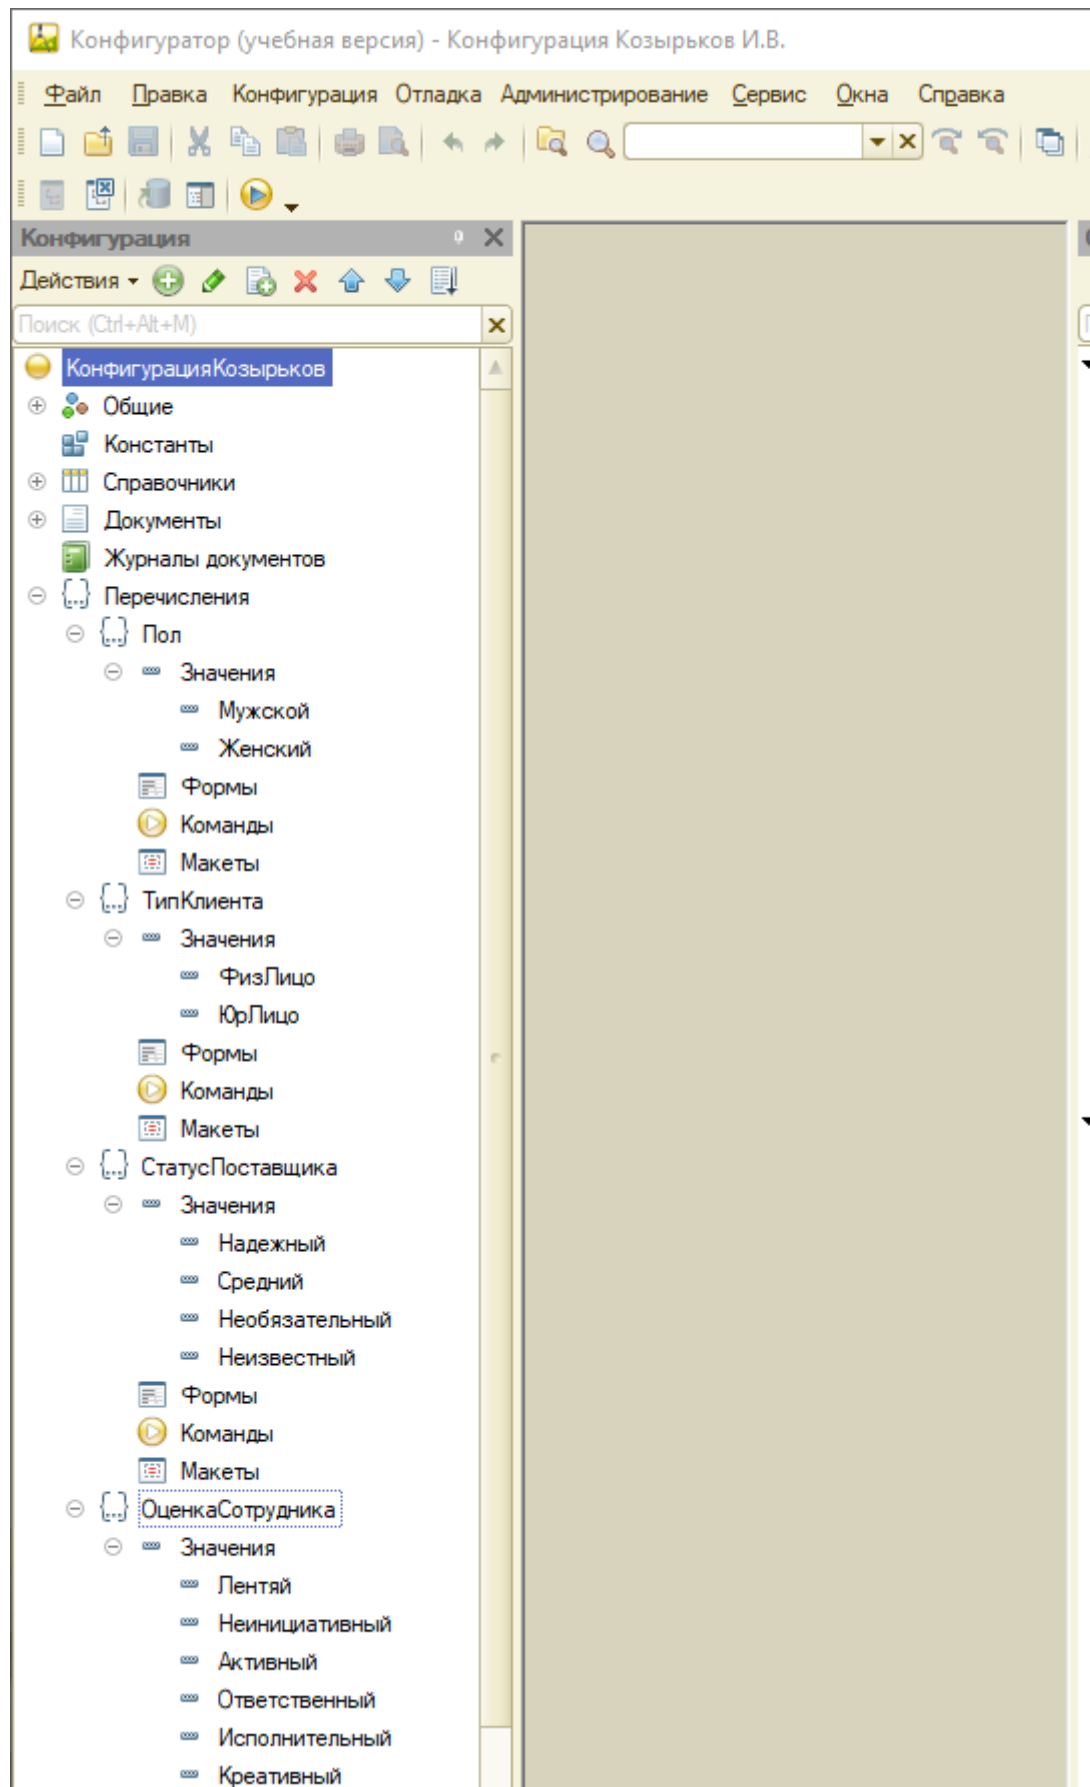 Конфигуратор (учебная версия) - Конфигурация Козырьков И.В.
Файл Правка Конфигурация Отладка Администрирование Сервис Окна Справка
Конфигурация
Действия
Поиск (Ctrl+Alt+M)
КонфигурацияКозырьков
Общие
Константы
Справочники
Документы
Журналы документов
Перечисления
Пол
Значения
Мужской
Женский
Формы
Команды
Макеты
ТипКлиента
Значения
ФизЛицо
ЮрЛицо
Формы
Команды
Макеты
СтатусПоставщика
Значения
Надежный
Средний
Необязательный
Неизвестный
Формы
Команды
Макеты
ОценкаСотрудника
Значения
Лентяй
Неинициативный
Активный
Ответственный
Исполнительный
Креативный